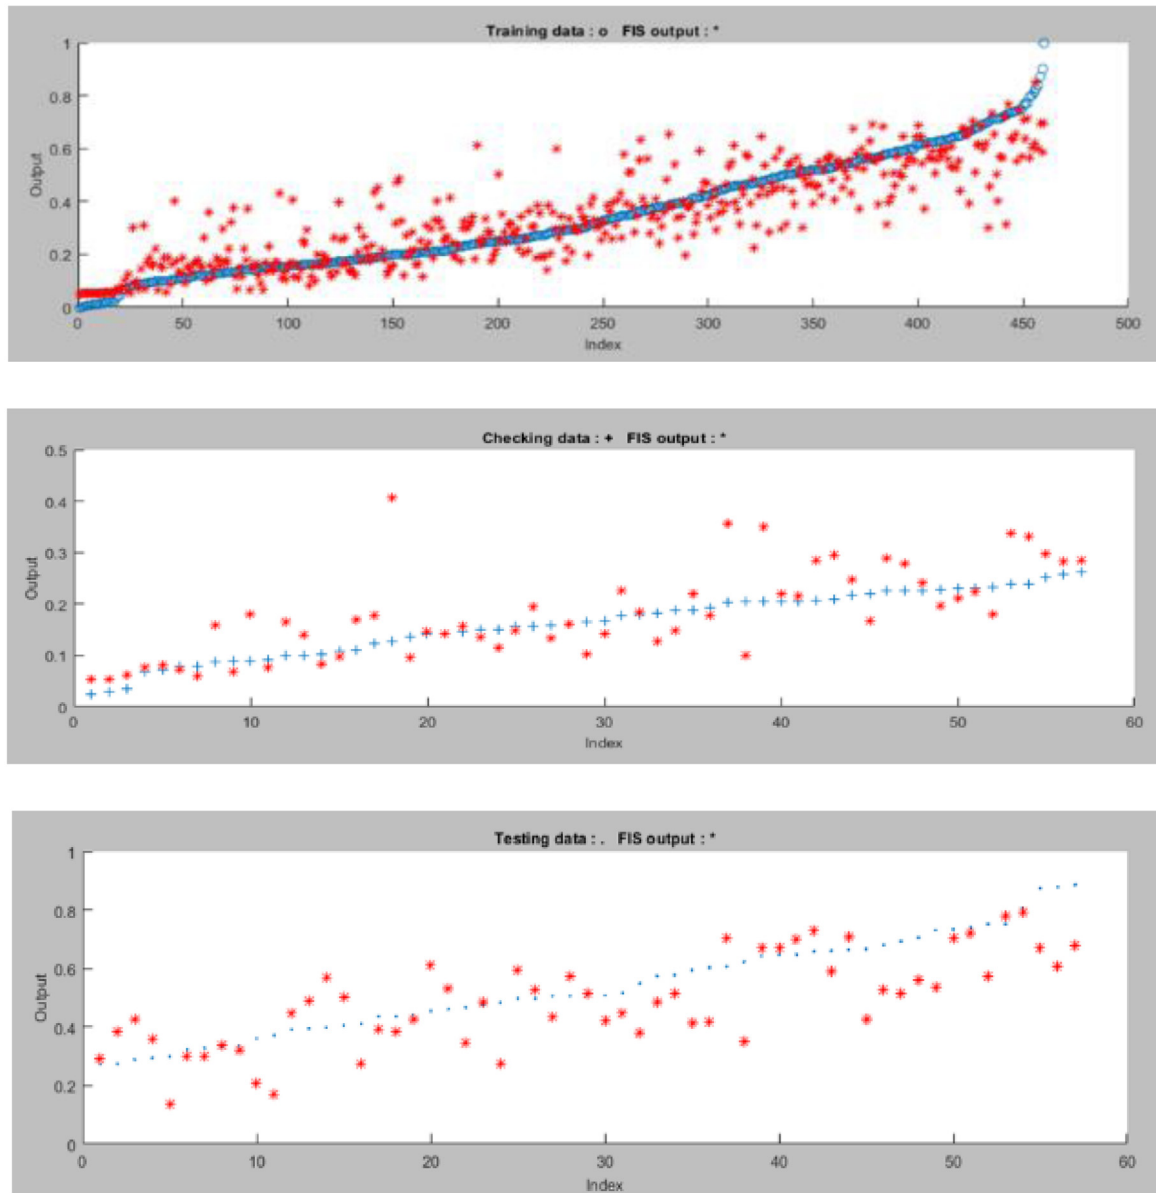 Training data : o   FIS output : *
1
0.8
0.6
0.4
0.2
0
Output
0 50 100 150 200 250 300 350 400 450 500
Index
Checking data : +   FIS output : *
0.5
0.4
0.3
0.2
0.1
0
Output
0 10 20 30 40 50 60
Index
Testing data : .   FIS output : *
1
0.8
0.6
0.4
0.2
0
Output
0 10 20 30 40 50 60
Index